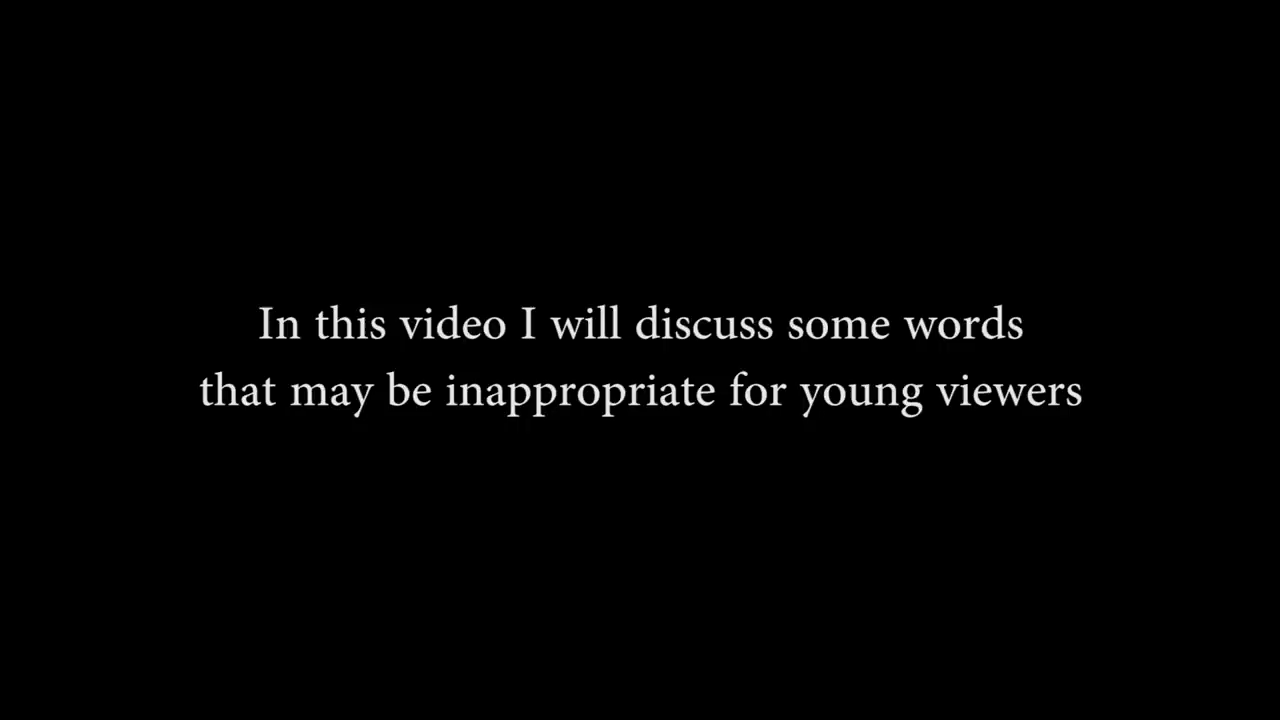 In this video I will discuss some words
that may be inappropriate for young viewers